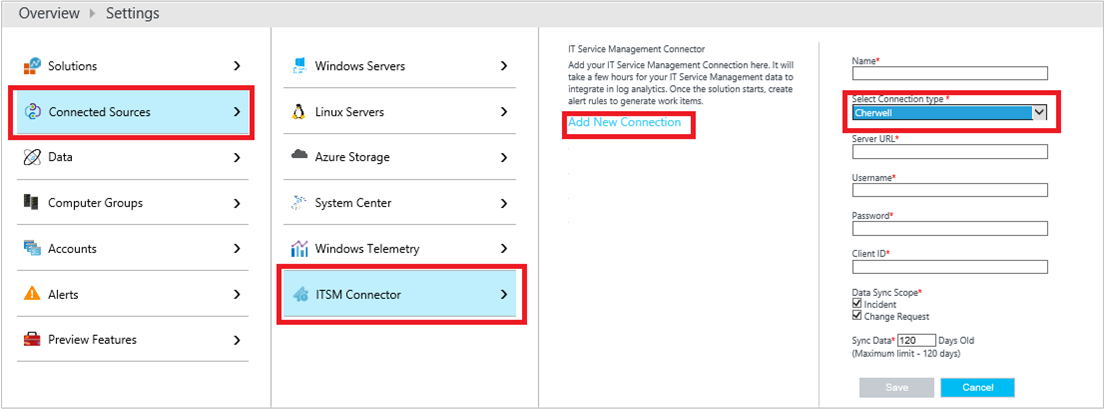 Overview Settings
Solutions
Connected Sources
Data
Computer Groups
Accounts
Alerts
Preview Features
Windows Servers
Linux Servers
Azure Storage
System Center
Windows Telemetry
ITSM Connector
IT Service Management Connector
Add your IT Service Management Connection here. It will
take a few hours for your IT Service Management data to
integrate in log analytics. Once the solution starts, create
alert rules to generate work items.
Add New Connection
Name*
Select Connection type *
Cherwell
Server URL*
Username*
Password*
Client ID*
Data Sync Scope*
Incident
Change Request
Sync Data* 120 Days Old
(Maximum limit - 120 days)
Save Cancel